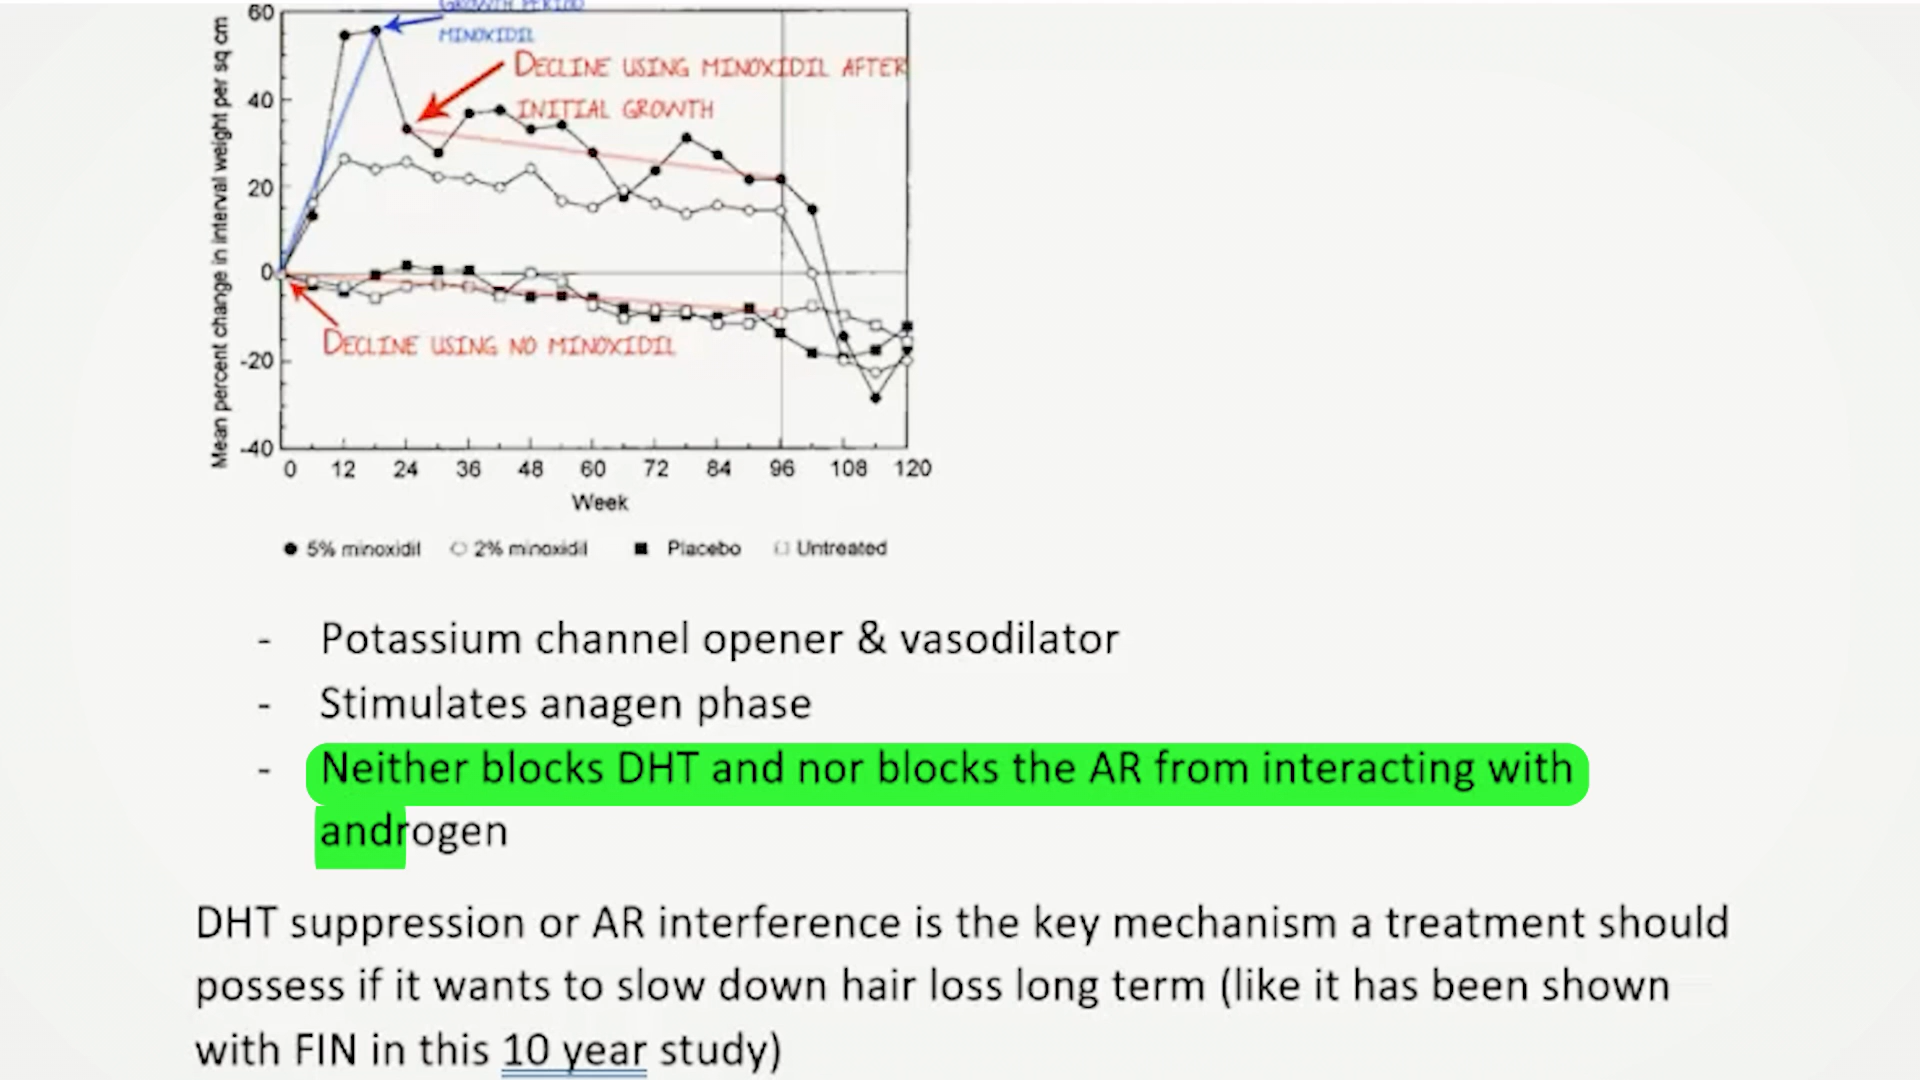 GROWTH PERIOD
MINOXIDIL
DECLINE USING MINOXIDIL AFTER
INITIAL GROWTH
DECLINE USING NO MINOXIDIL
Mean percent change in interval weight per sq cm
60
40
20
0
-20
-40
0 12 24 36 48 60 72 84 96 108 120
Week
5% minoxidil 2% minoxidil Placebo Untreated
- Potassium channel opener & vasodilator
- Stimulates anagen phase
- Neither blocks DHT and nor blocks the AR from interacting with
androgen
DHT suppression or AR interference is the key mechanism a treatment should
possess if it wants to slow down hair loss long term (like it has been shown
with FIN in this 10 year study)